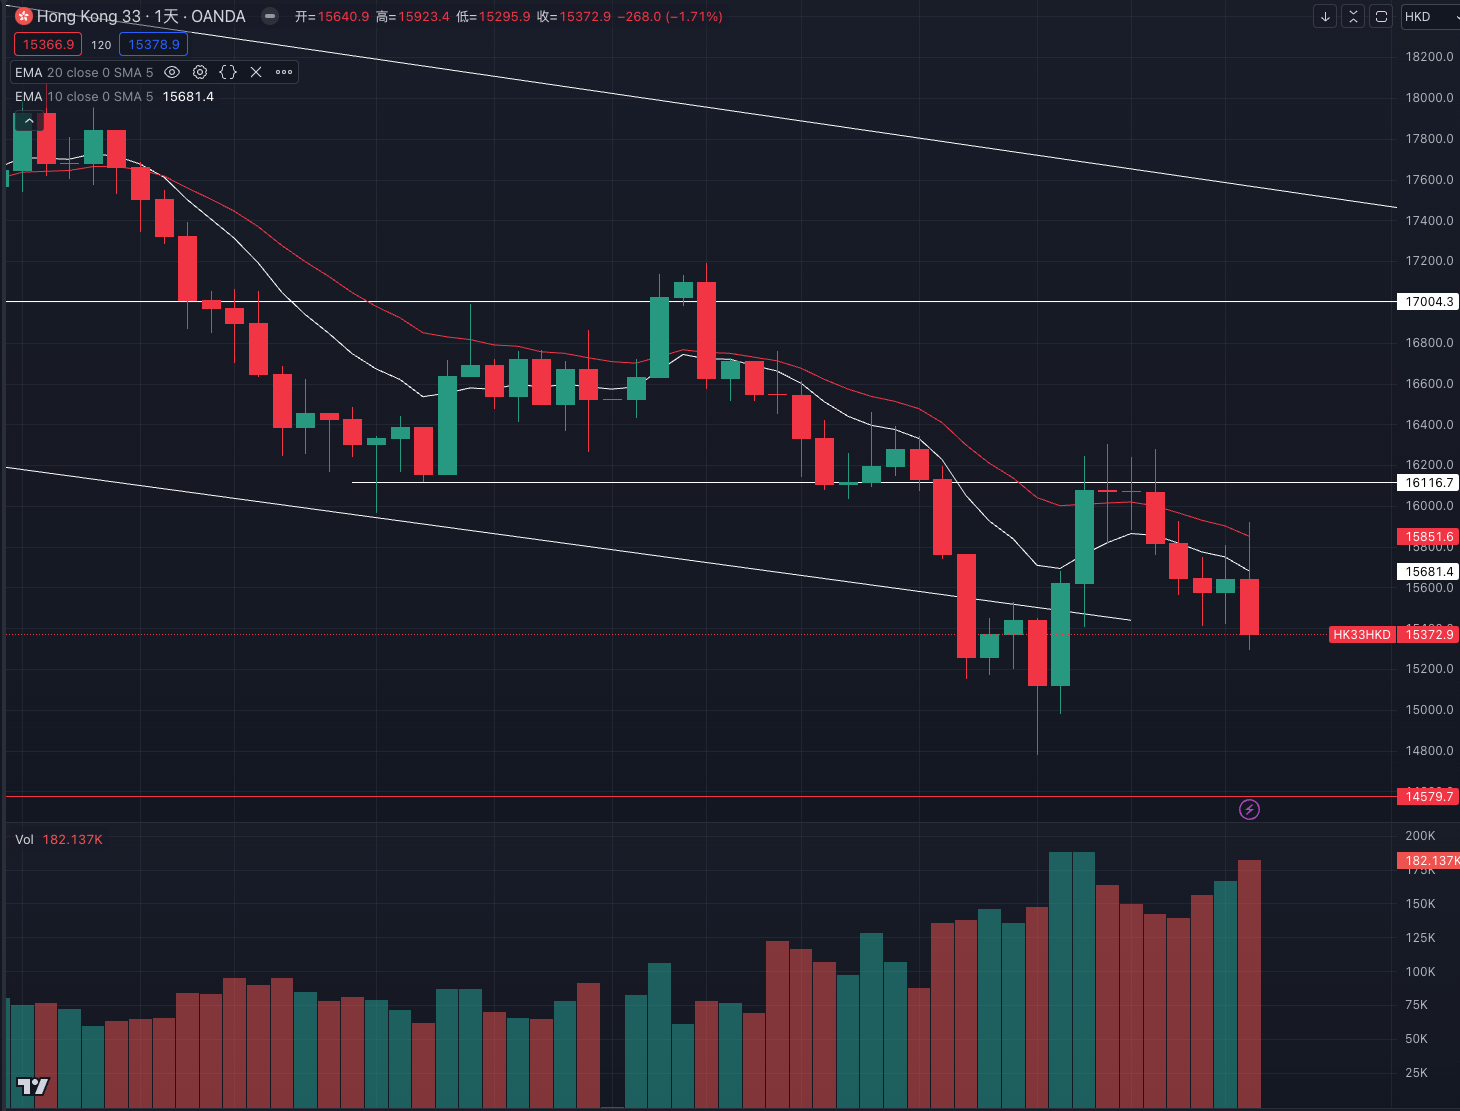 Hong Kong 33 · 1天 · OANDA 开=15640.9 高=15923.4 低=15295.9 收=15372.9 −268.0 (−1.71%)
HKD
15366.9 120 15378.9
EMA 20 close 0 SMA 5
EMA 10 close 0 SMA 5 15681.4
18200.0
18000.0
17800.0
17600.0
17400.0
17200.0
17004.3
16800.0
16600.0
16400.0
16200.0
16116.7
16000.0
15851.6
15800.0
15681.4
15600.0
HK33HKD 15372.9
15200.0
15000.0
14800.0
14579.7
Vol 182.137K
200K
182.137K
175K
150K
125K
100K
75K
50K
25K